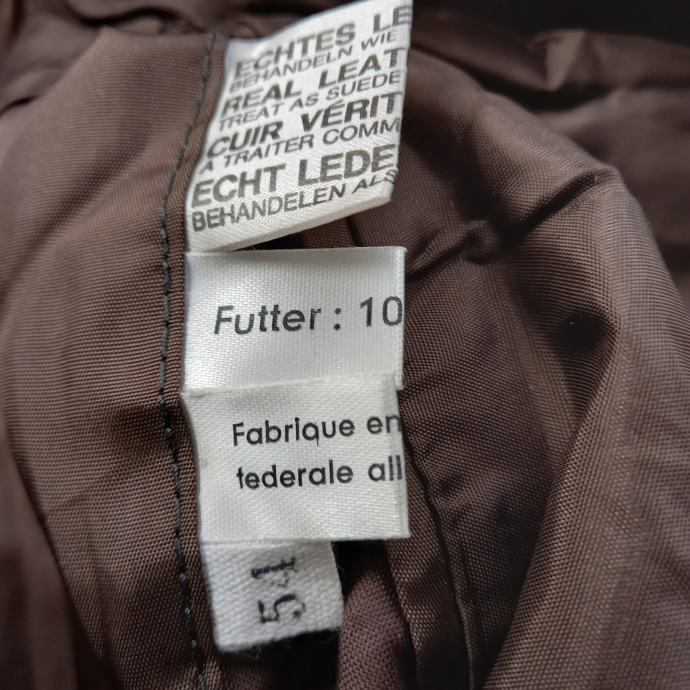 ECHTES LE
BEHANDELN WIE
REAL LEAT
TREAT AS SUEDE
CUIR VÉRIT
A TRAITER COMM
ECHT LEDE
BEHANDELEN ALS
Futter: 10
Fabrique en
federale all
54